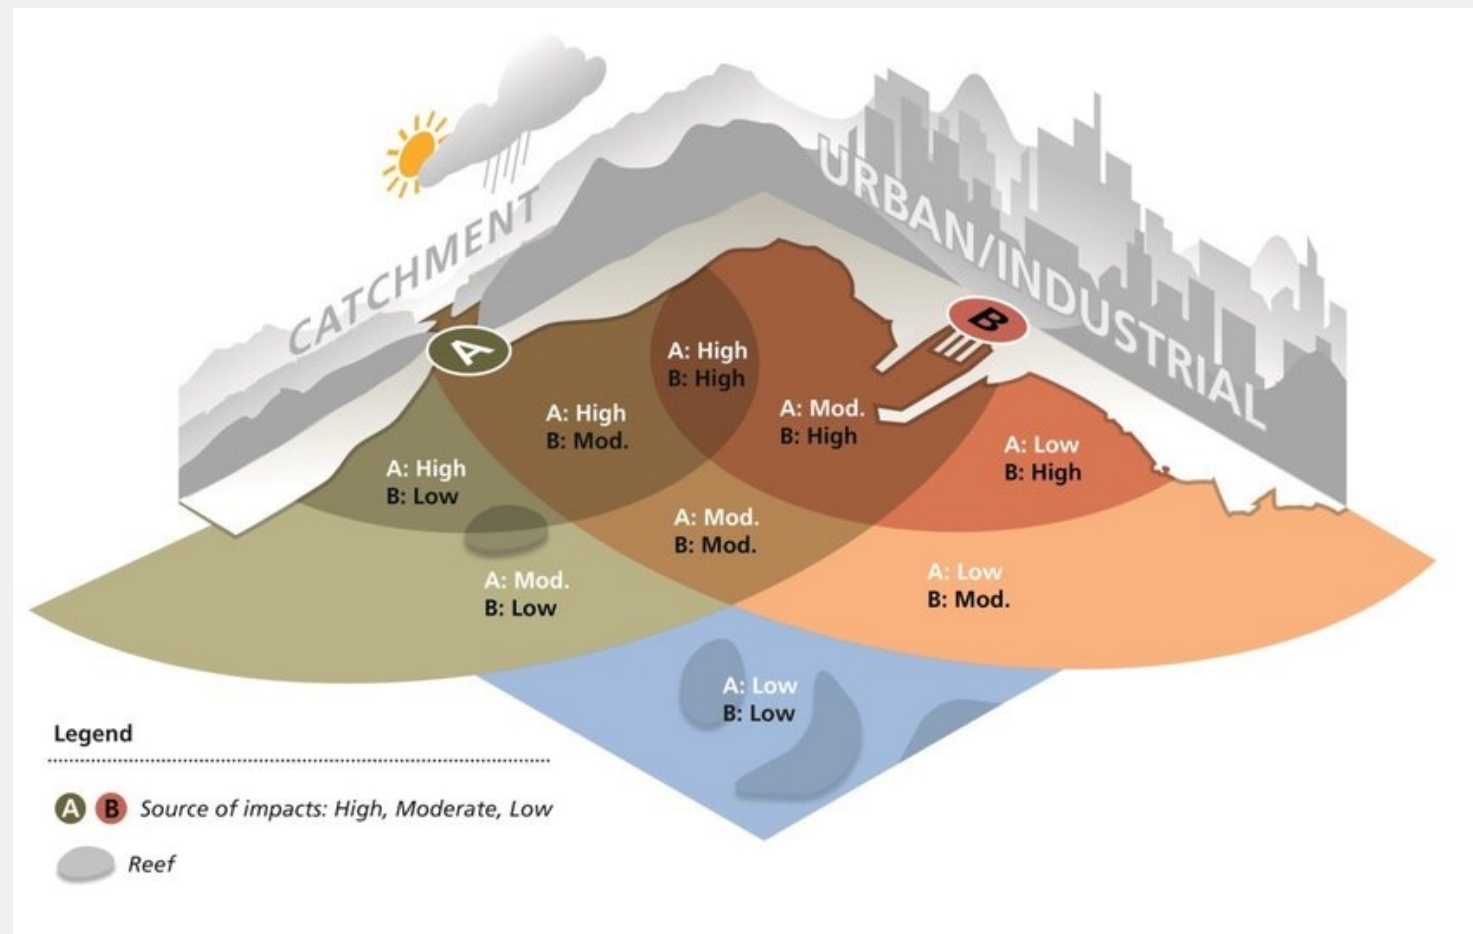 CATCHMENT
URBAN/INDUSTRIAL
A
B
A: High
B: High
A: High
B: Mod.
A: Mod.
B: High
A: Low
B: High
A: High
B: Low
A: Mod.
B: Mod.
A: Mod.
B: Low
A: Low
B: Mod.
A: Low
B: Low
Legend
A B Source of impacts: High, Moderate, Low
Reef